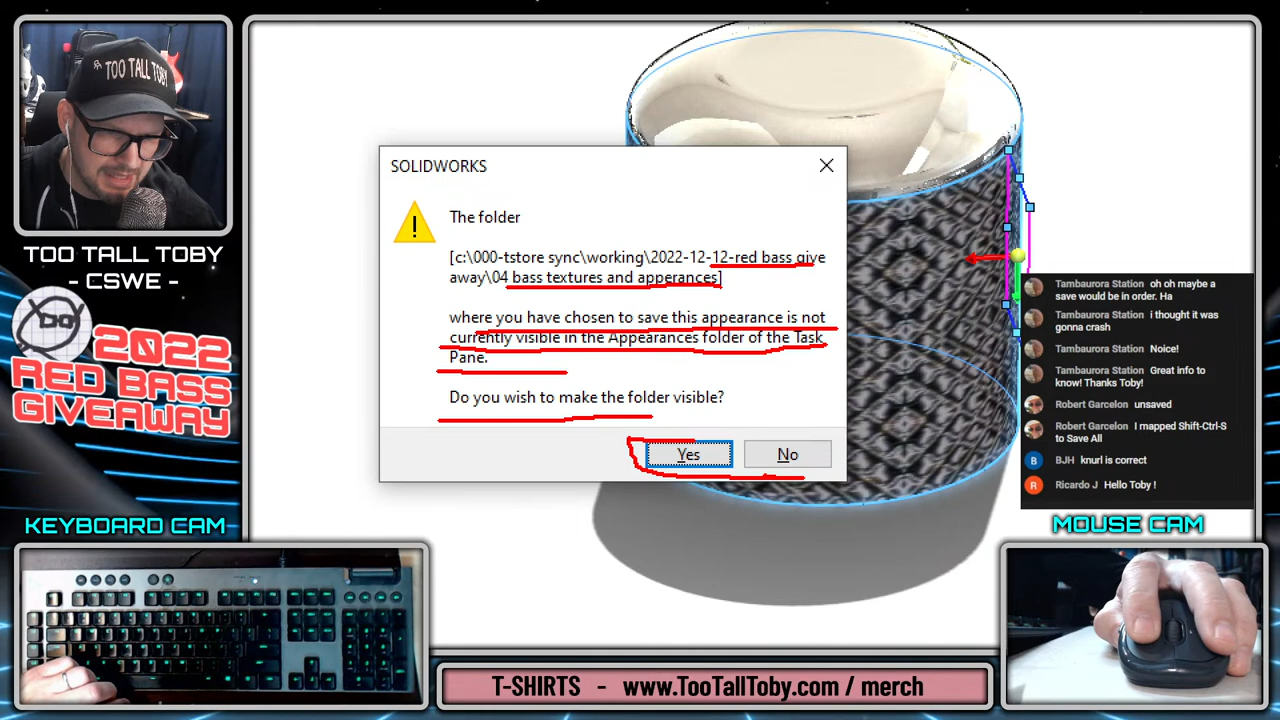 TOO TALL TOBY
TOO TALL TOBY
- CSWE -
2022
RED BASS
GIVEAWAY
KEYBOARD CAM
SOLIDWORKS
The folder
[c:\000-tstore sync\working\2022-12-12-red bass give
away\04 bass textures and apperances]
where you have chosen to save this appearance is not
currently visible in the Appearances folder of the Task
Pane.
Do you wish to make the folder visible?
Yes
No
Tambaurora Station oh oh maybe a
save would be in order. Ha
Tambaurora Station i thought it was
gonna crash
Tambaurora Station Noice!
Tambaurora Station Great info to
know! Thanks Toby!
Robert Garcelon unsaved
Robert Garcelon I mapped Shift-Ctrl-S
to Save All
B
BJH knurl is correct
R
Ricardo J Hello Toby !
MOUSE CAM
T-SHIRTS - www.TooTallToby.com / merch